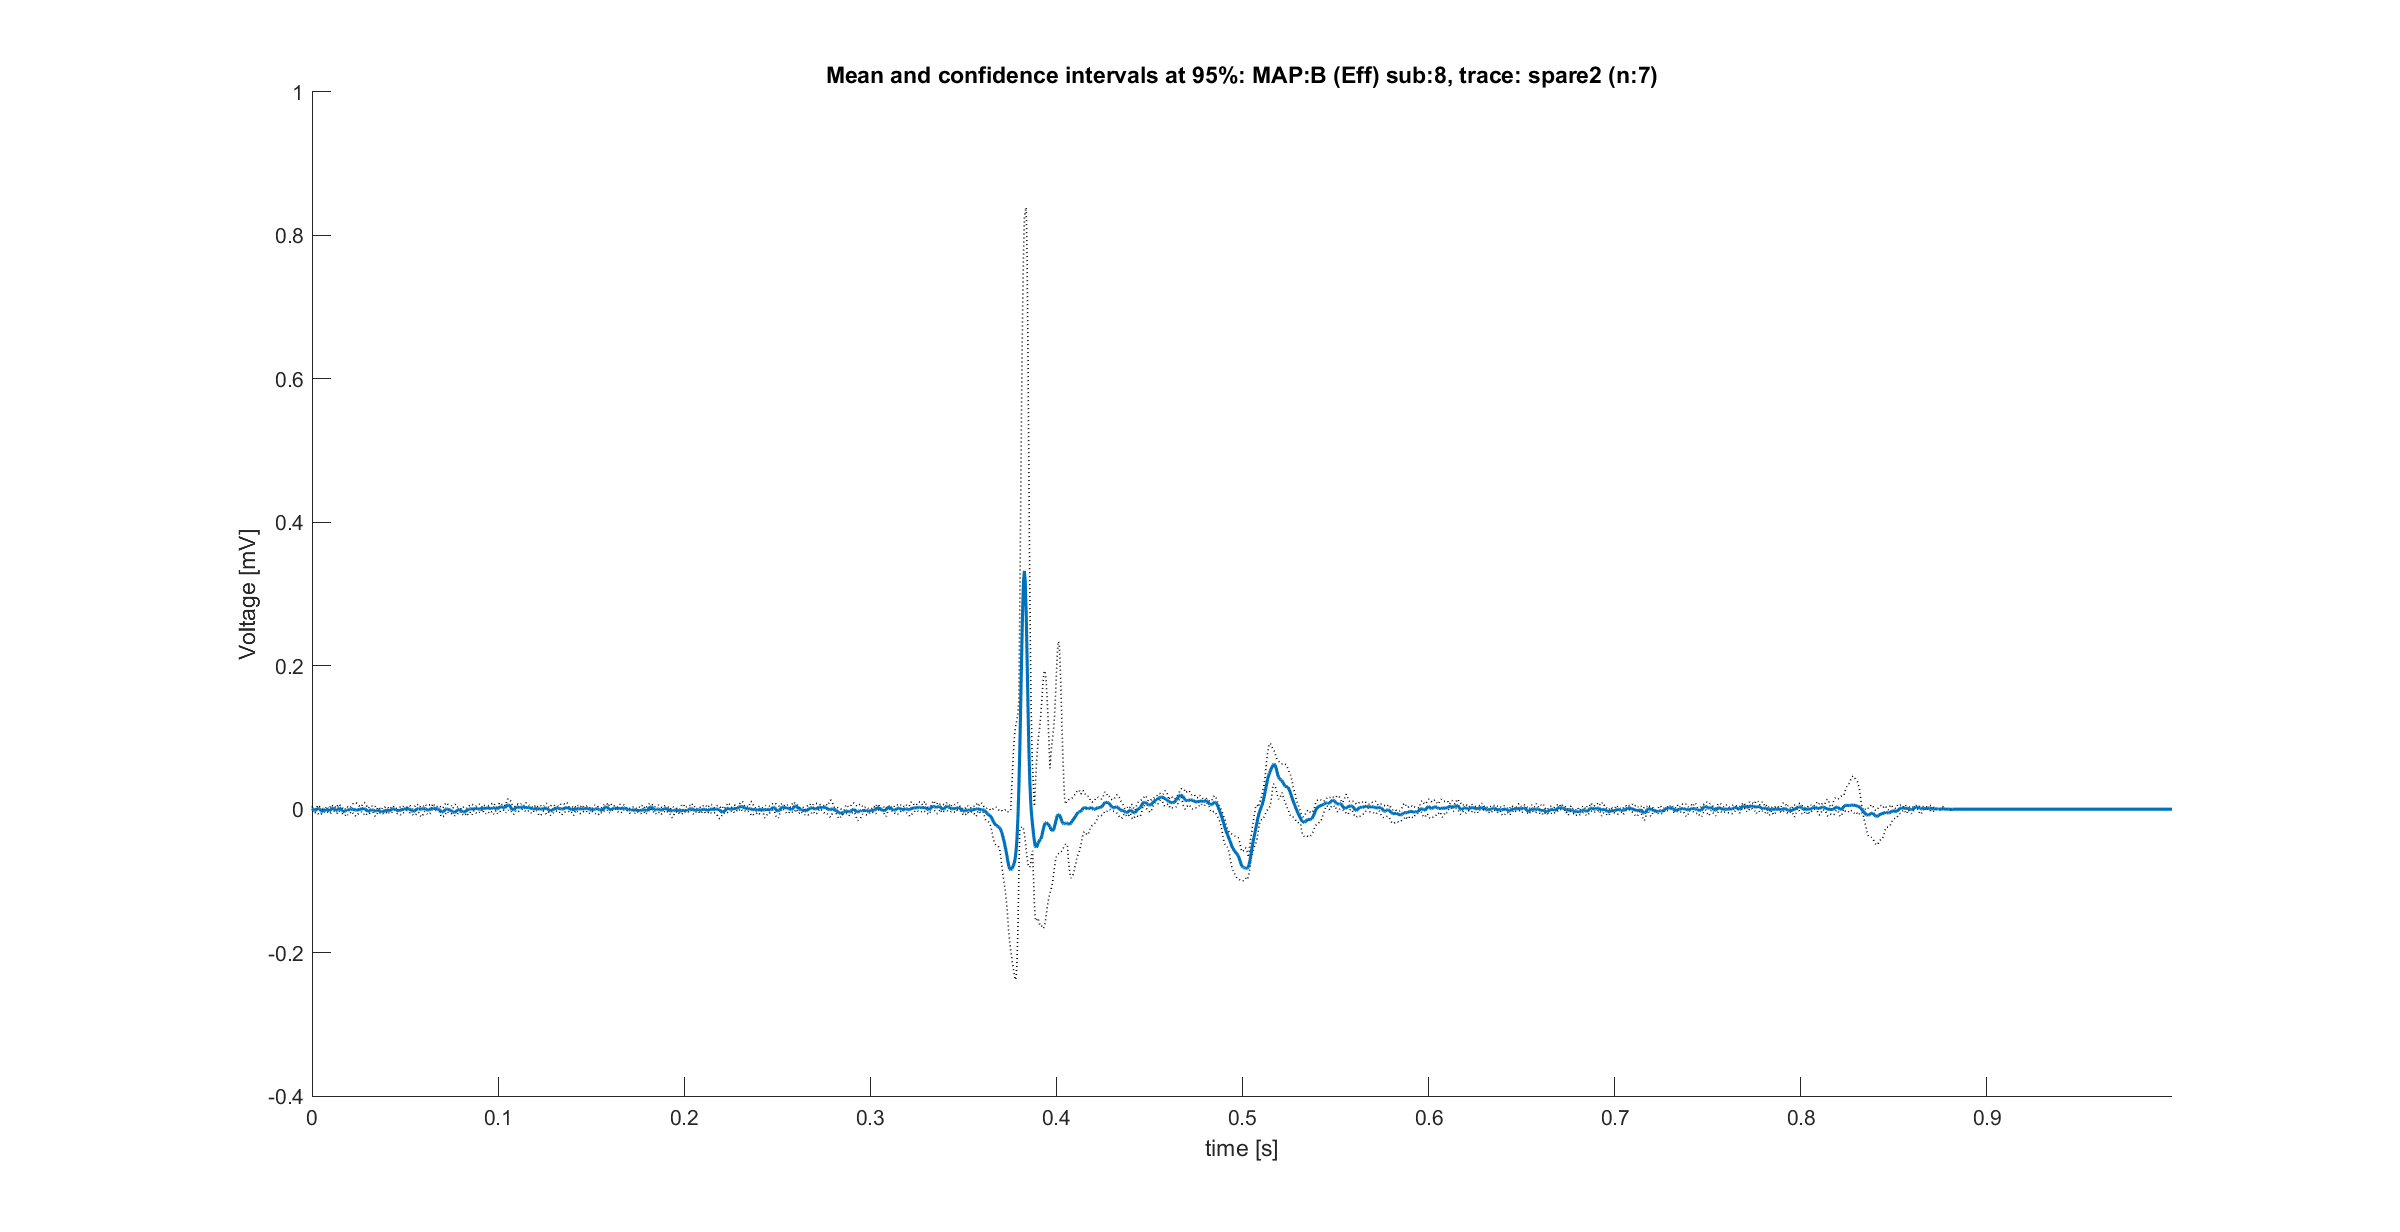 Mean and confidence intervals at 95%: MAP:B (Eff) sub:8, trace: spare2 (n:7)
1
0.8
0.6
0.4
0.2
0
-0.2
-0.4
Voltage [mV]
0 0.1 0.2 0.3 0.4 0.5 0.6 0.7 0.8 0.9
time [s]